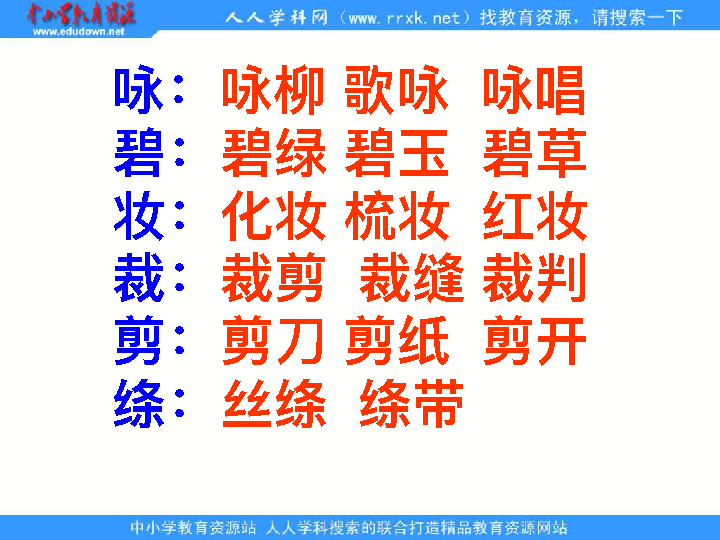 中小学教育资源
www.edudown.net
人人学科网（www.rrxk.net）找教育资源，请搜索一下
咏：咏柳 歌咏 咏唱
碧：碧绿 碧玉 碧草
妆：化妆 梳妆 红妆
裁：裁剪 裁缝 裁判
剪：剪刀 剪纸 剪开
绦：丝绦 绦带
中小学教育资源站 人人学科搜索的联合打造精品教育资源网站